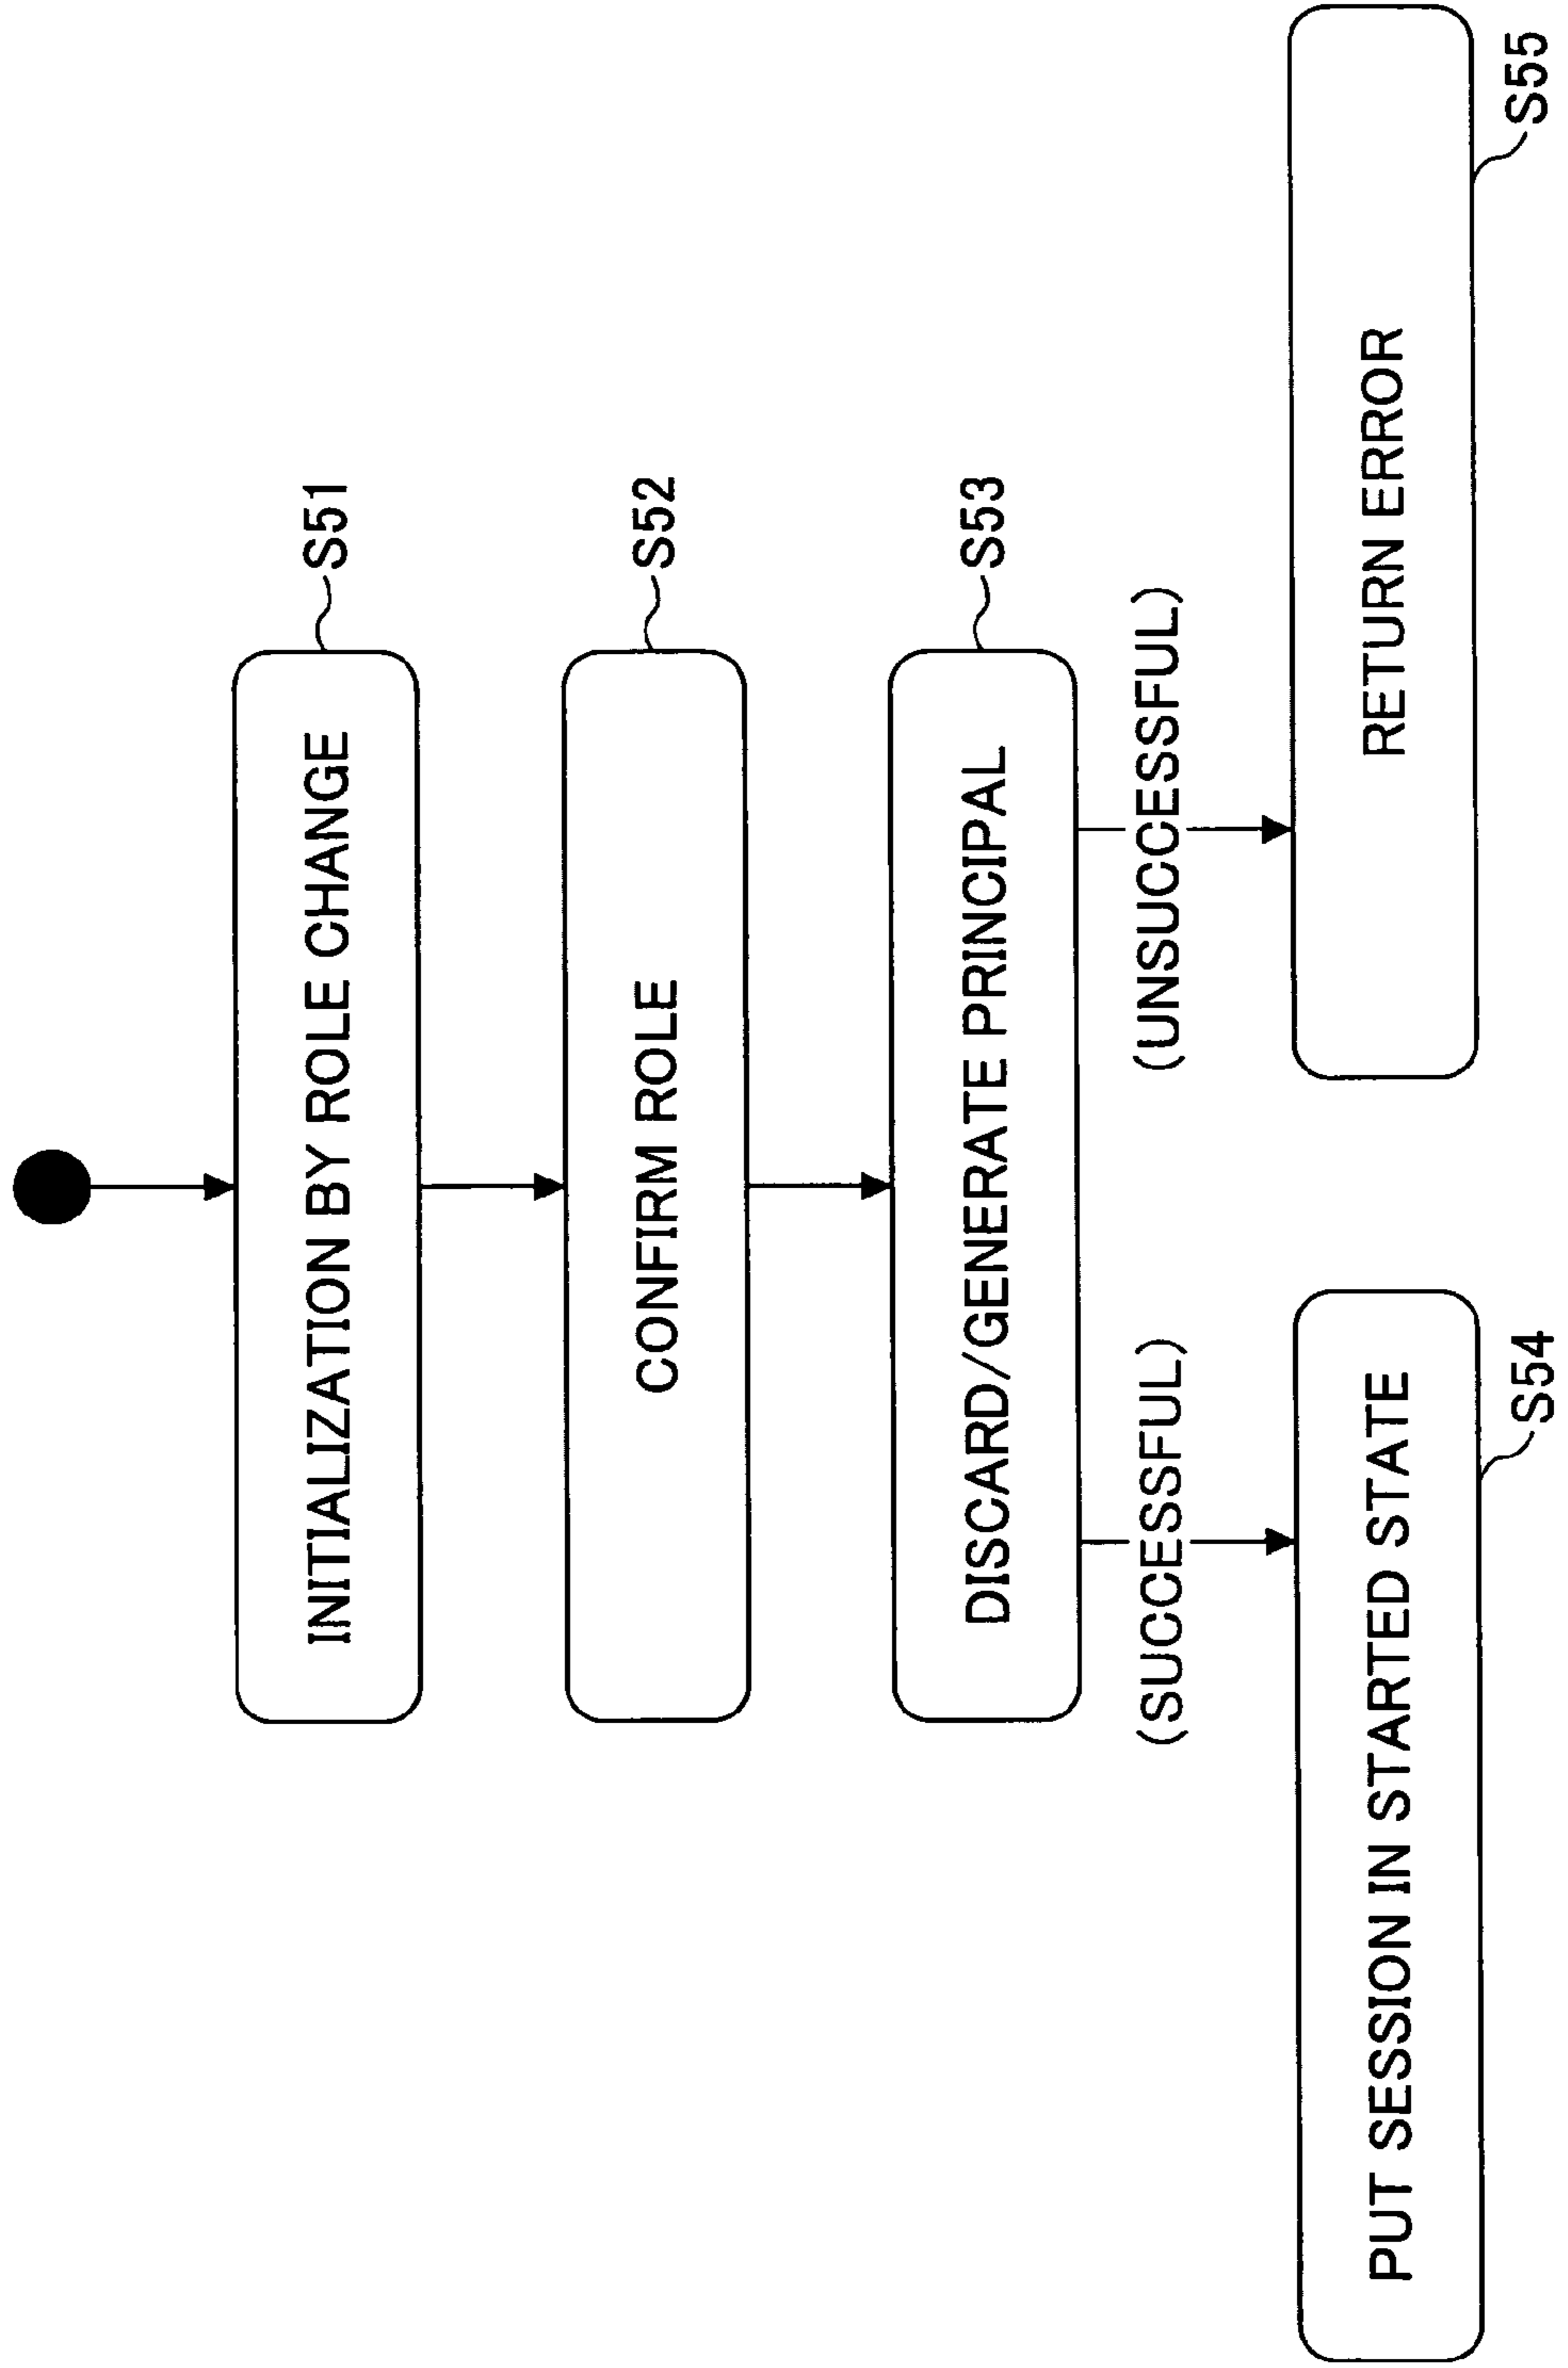 INITIALIZATION BY ROLE CHANGE
S51
CONFIRM ROLE
S52
DISCARD/GENERATE PRINCIPAL
S53
(SUCCESSFUL)
(UNSUCCESSFUL)
PUT SESSION IN STARTED STATE
S54
RETURN ERROR
S55